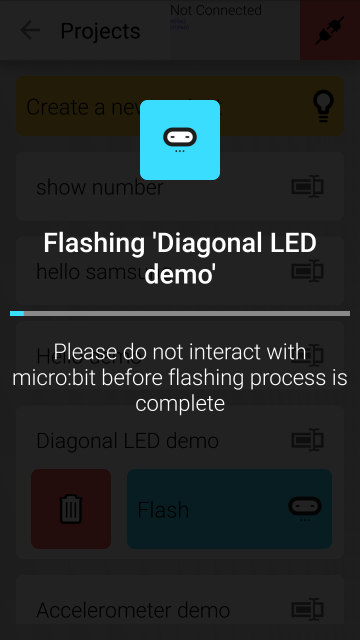 Not Connected
Projects
Create a new
show number
Flashing 'Diagonal LED
demo'
hello samsu
Please do not interact with
micro:bit before flashing process is
complete
Diagonal LED demo
Flash
Accelerometer demo